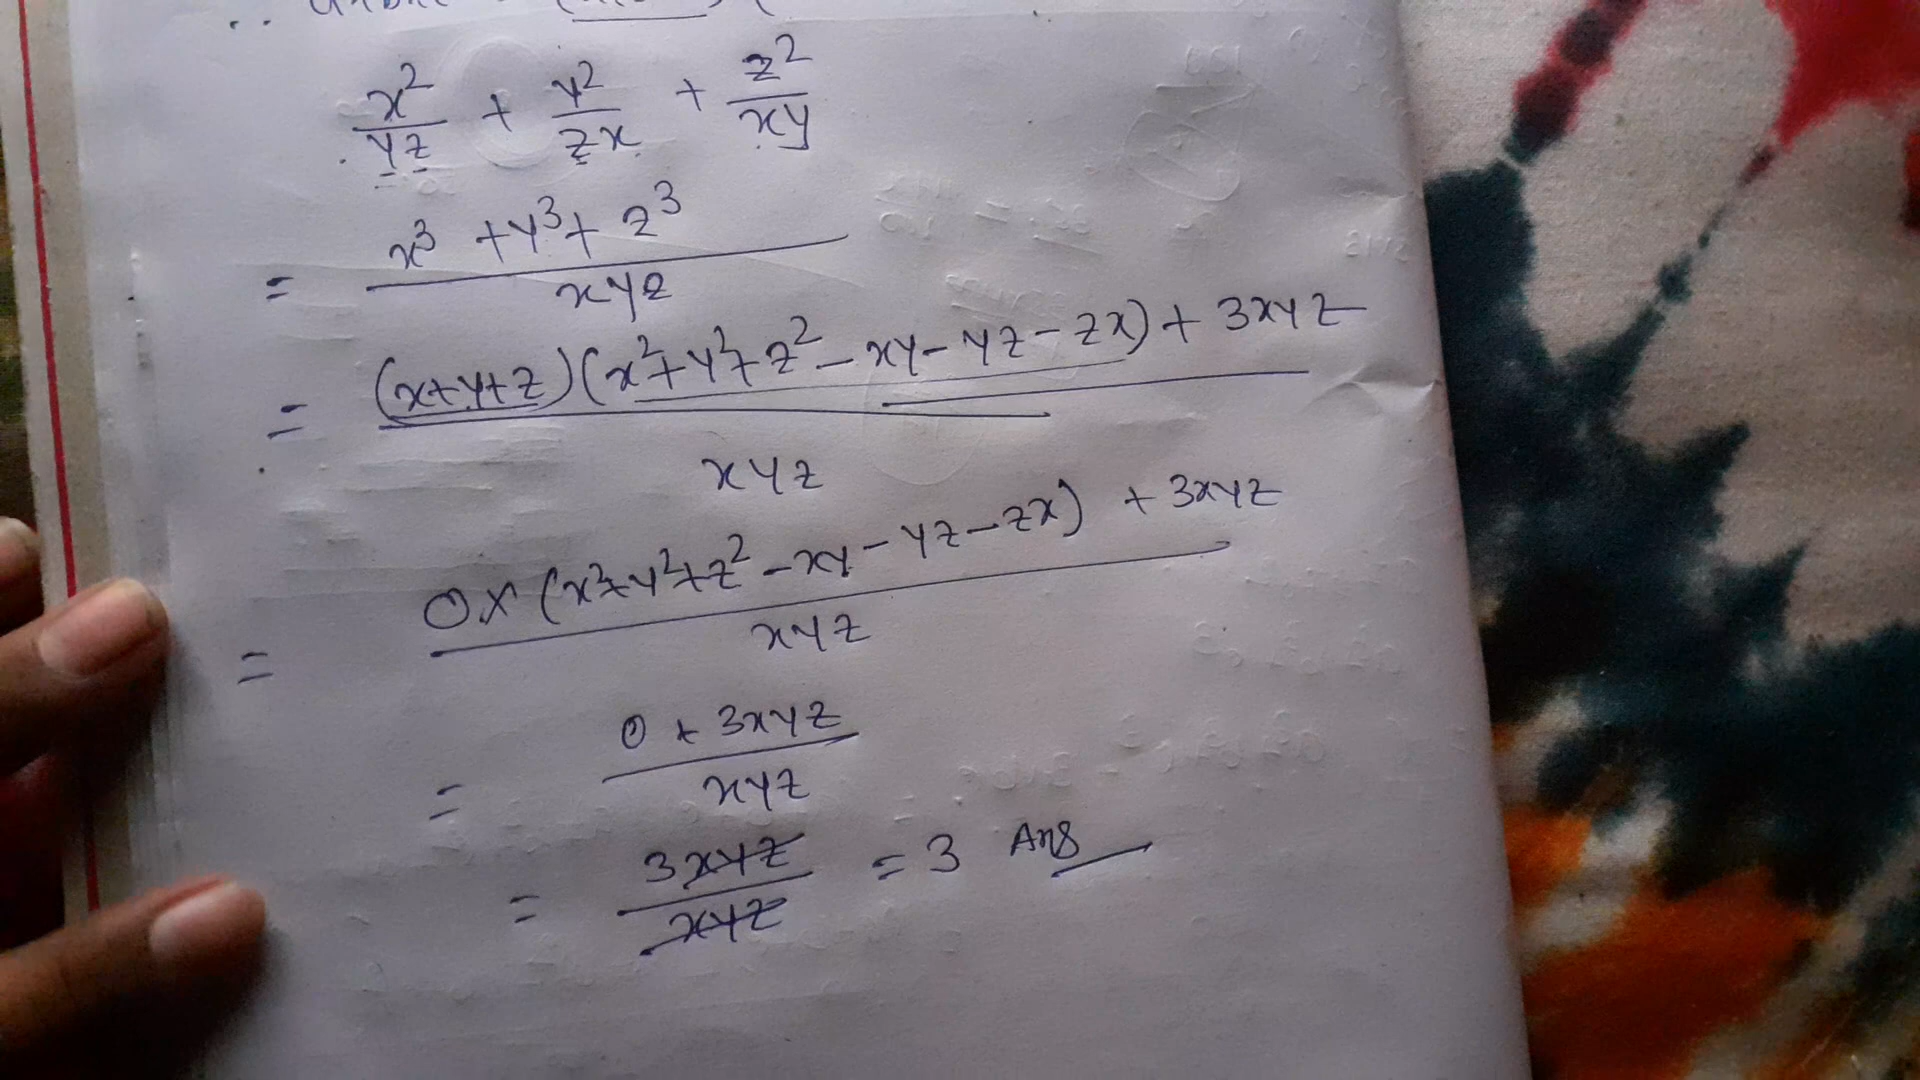 x²/yz + y²/zx + z²/xy
= x³ + y³ + z³ / xyz
= (x+y+z)(x²+y²+z²-xy-yz-zx) + 3xyz / xyz
= 0×(x²+y²+z²-xy-yz-zx) + 3xyz / xyz
= 0 + 3xyz / xyz
= 3xyz / xyz = 3 Ans